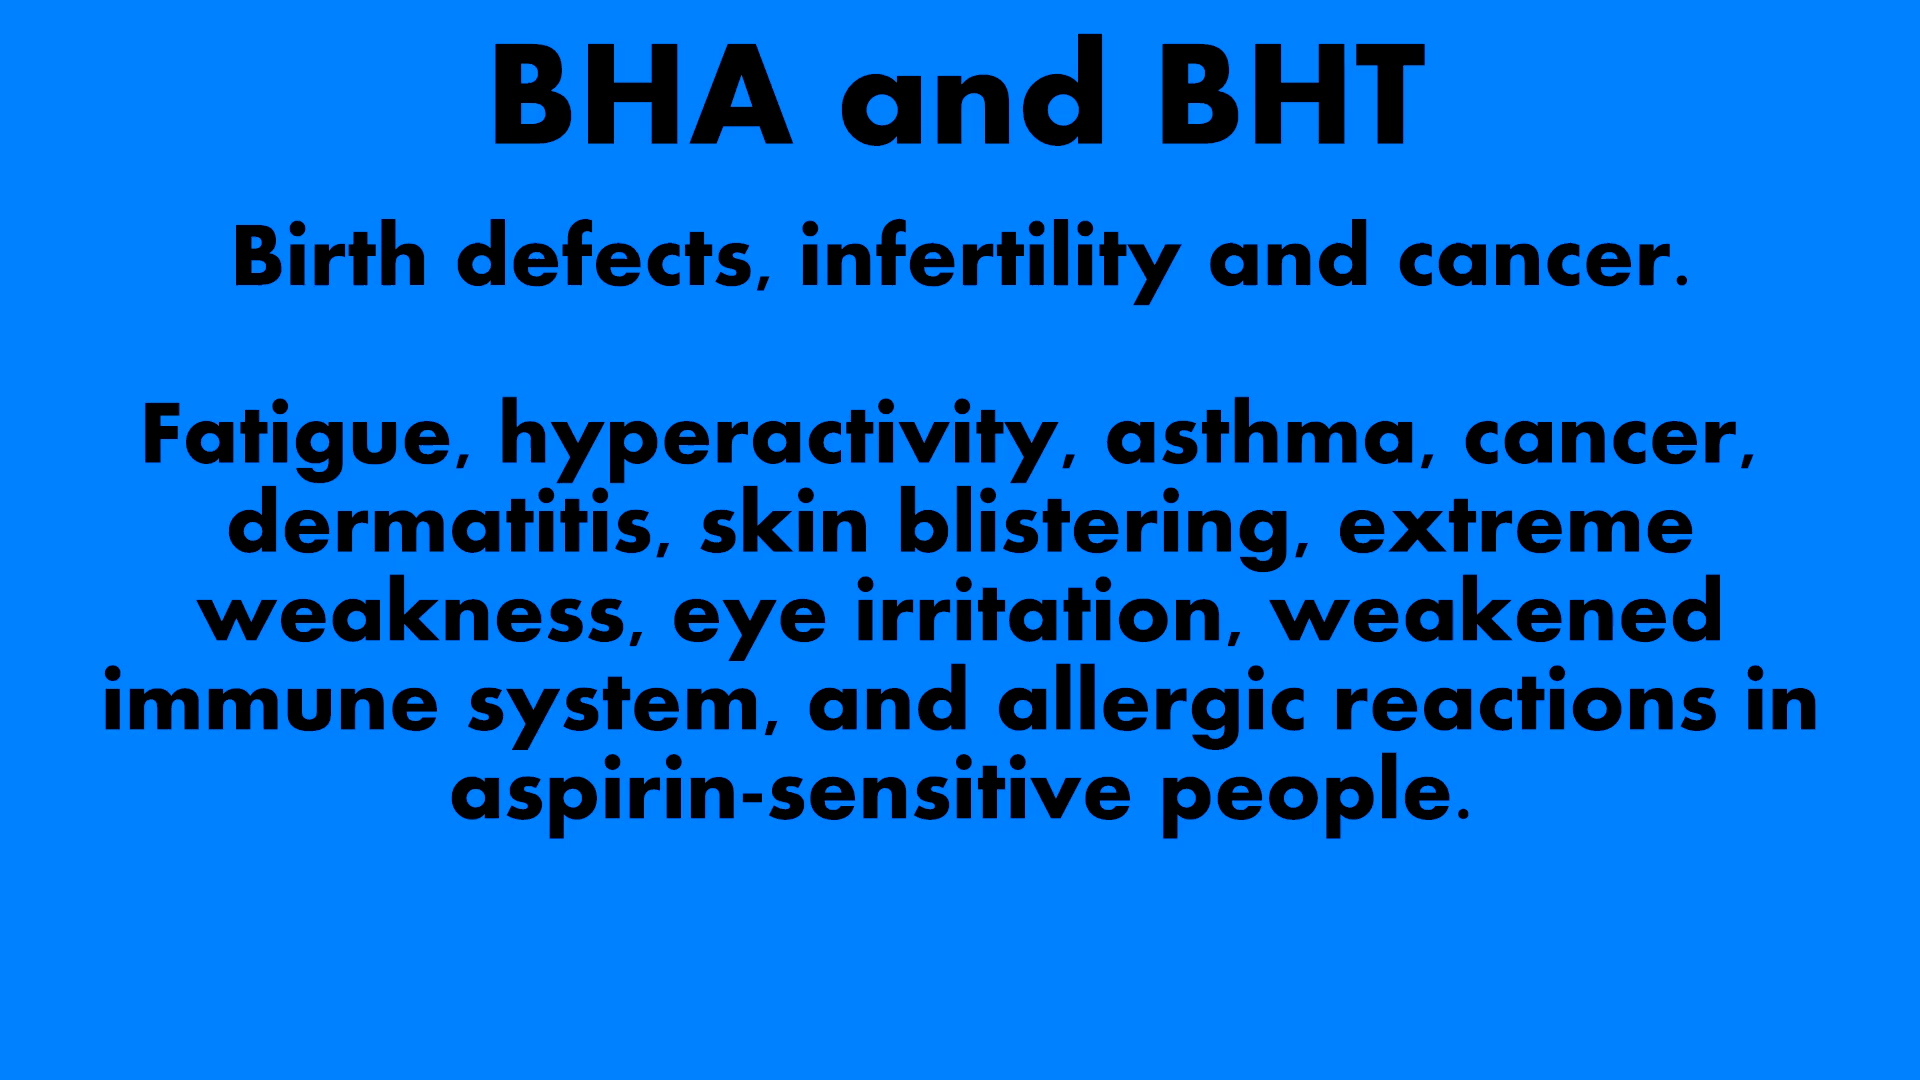 BHA and BHT
Birth defects, infertility and cancer.
Fatigue, hyperactivity, asthma, cancer,
dermatitis, skin blistering, extreme
weakness, eye irritation, weakened
immune system, and allergic reactions in
aspirin-sensitive people.